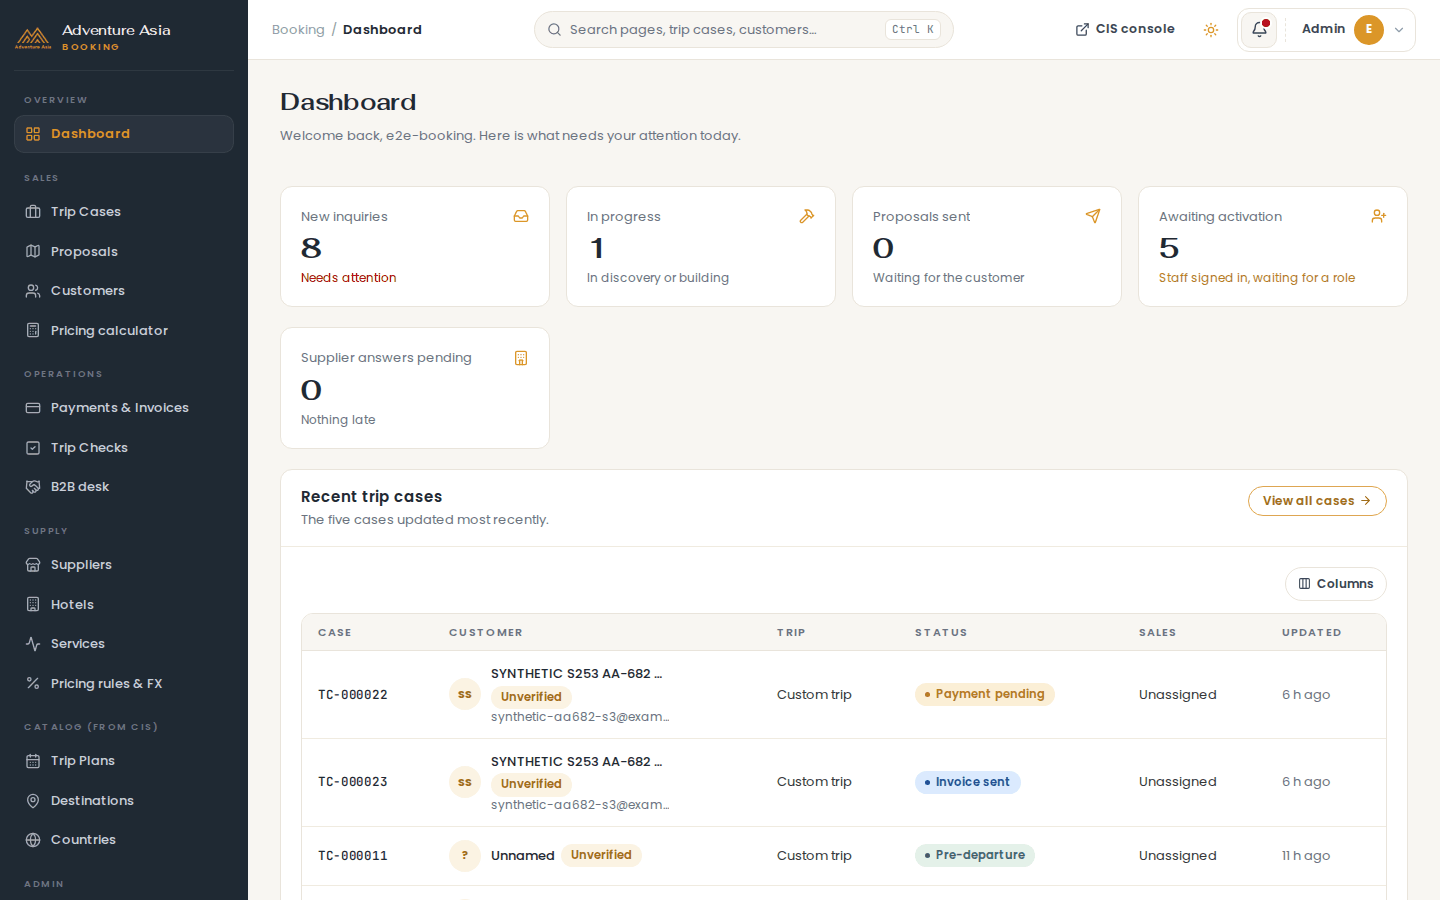 Adventure Asia
BOOKING
Adventure Asia
Booking / Dashboard
Search pages, trip cases, customers...
Ctrl K
CIS console
Admin
E
OVERVIEW
Dashboard
SALES
Trip Cases
Proposals
Customers
Pricing calculator
OPERATIONS
Payments & Invoices
Trip Checks
B2B desk
SUPPLY
Suppliers
Hotels
Services
Pricing rules & FX
CATALOG (FROM CIS)
Trip Plans
Destinations
Countries
ADMIN
Dashboard
Welcome back, e2e-booking. Here is what needs your attention today.
New inquiries
8
Needs attention
In progress
1
In discovery or building
Proposals sent
0
Waiting for the customer
Awaiting activation
5
Staff signed in, waiting for a role
Supplier answers pending
0
Nothing late
Recent trip cases
The five cases updated most recently.
View all cases
Columns
CASE CUSTOMER TRIP STATUS SALES UPDATED
SYNTHETIC S253 AA-682 ...
TC-000022 SS Unverified Custom trip Payment pending Unassigned 6 h ago
synthetic-aa682-s3@exam...
SYNTHETIC S253 AA-682 ...
TC-000023 SS Unverified Custom trip Invoice sent Unassigned 6 h ago
synthetic-aa682-s3@exam...
TC-000011 ? Unnamed Unverified Custom trip Pre-departure Unassigned 11 h ago